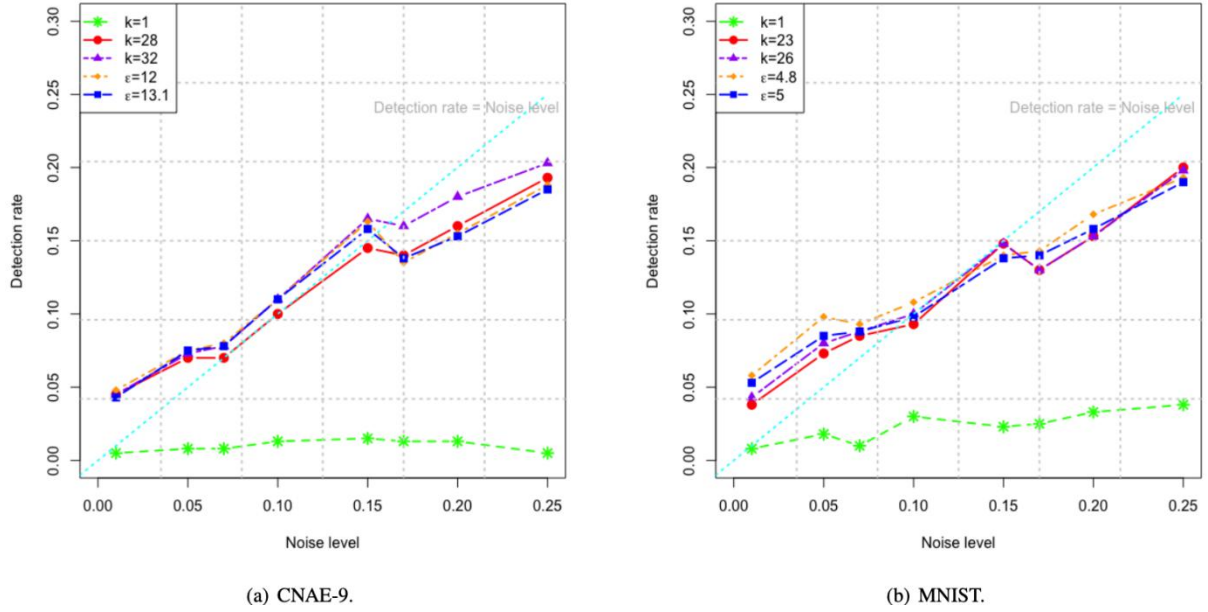 k=1
k=28
k=32
ε=12
ε=13.1
Detection rate = Noise level
0.30
0.25
0.20
0.15
0.10
0.05
0.00
Detection rate
0.00 0.05 0.10 0.15 0.20 0.25
Noise level
(a) CNAE-9.
k=1
k=23
k=26
ε=4.8
ε=5
Detection rate = Noise level
0.30
0.25
0.20
0.15
0.10
0.05
0.00
Detection rate
0.00 0.05 0.10 0.15 0.20 0.25
Noise level
(b) MNIST.